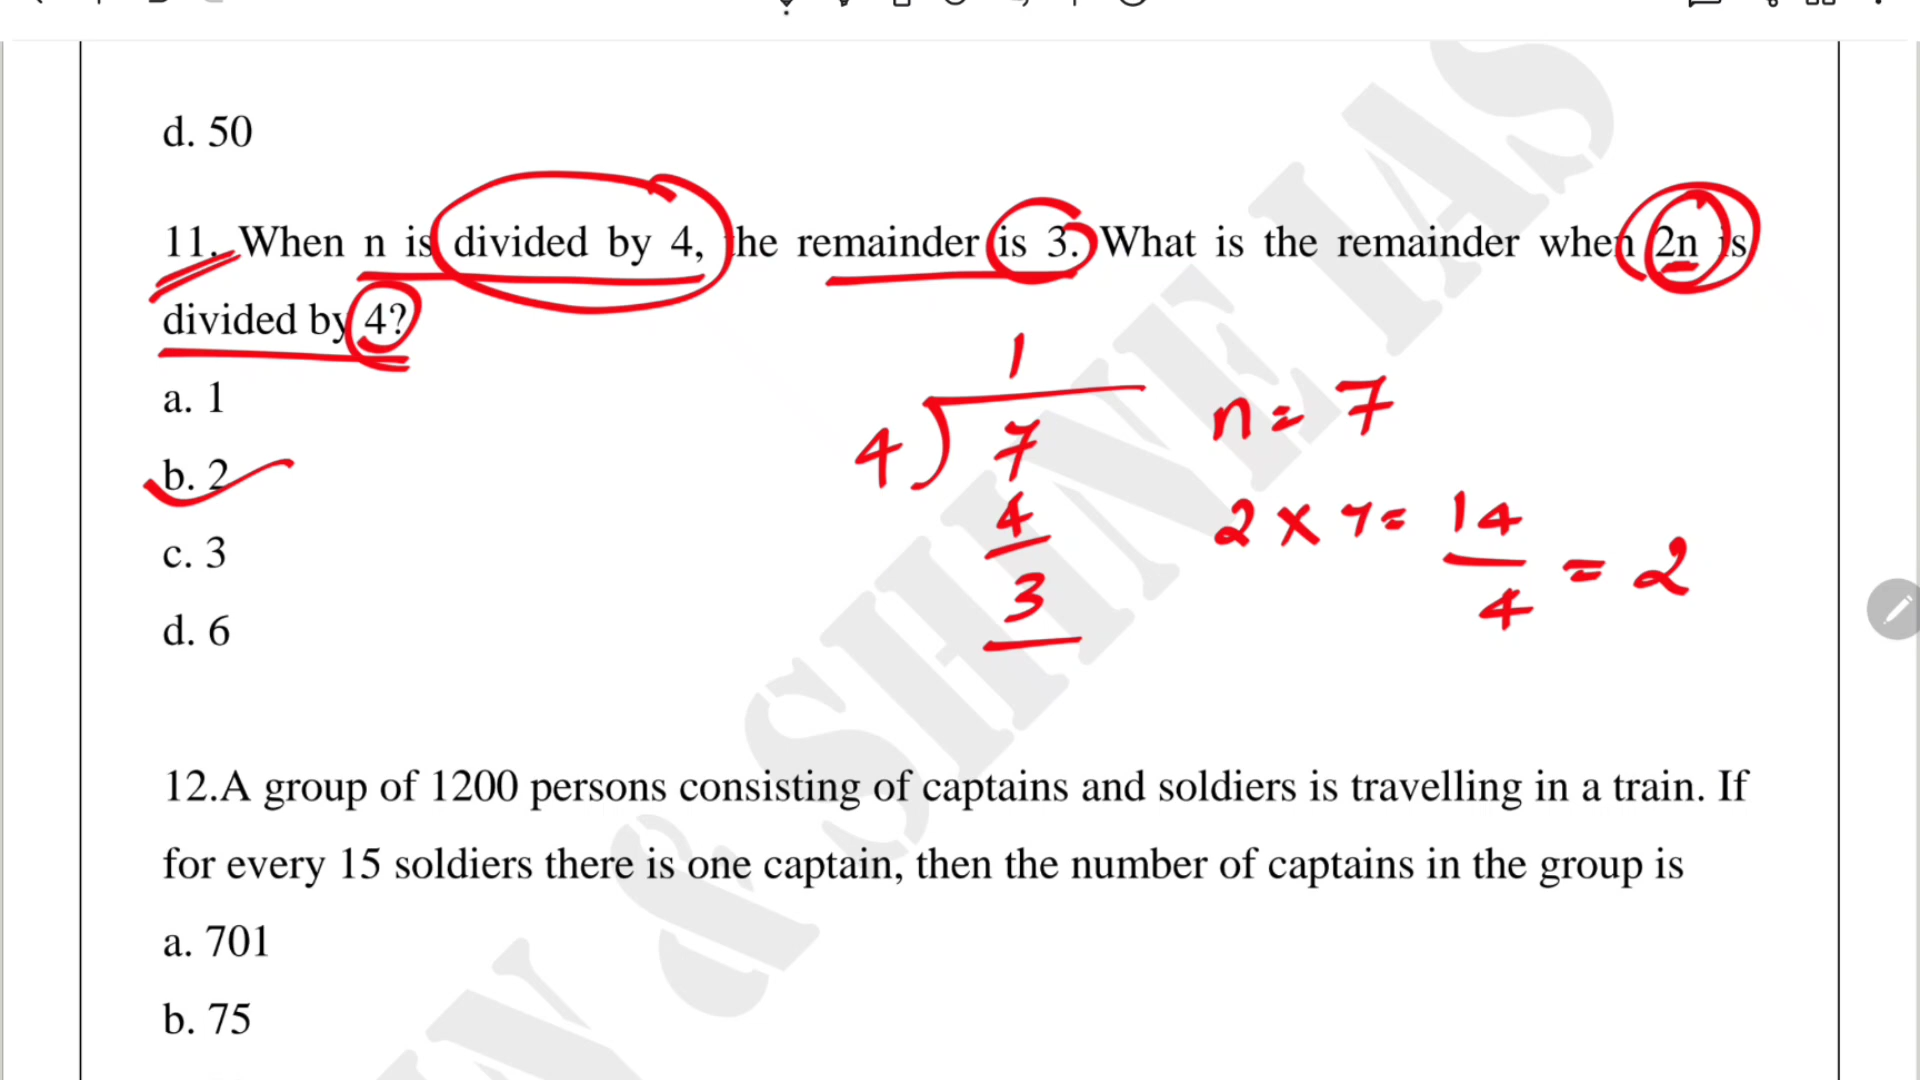 d. 50
11. When n is divided by 4, the remainder is 3. What is the remainder when 2n is
divided by 4?
a. 1
b. 2
c. 3
d. 6
1
4) 7
4
3
n = 7
2 × 7 = 14/4 = 2
12.A group of 1200 persons consisting of captains and soldiers is travelling in a train. If
for every 15 soldiers there is one captain, then the number of captains in the group is
a. 701
b. 75
N & SHINE IAS